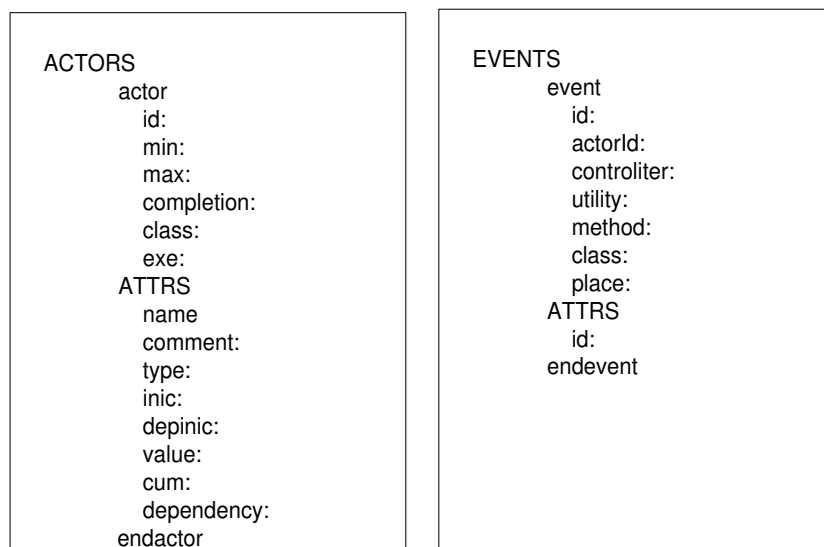 ACTORS
actor
id:
min:
max:
completion:
class:
exe:
ATTRS
name
comment:
type:
inic:
depinic:
value:
cum:
dependency:
endactor
EVENTS
event
id:
actorId:
controliter:
utility:
method:
class:
place:
ATTRS
id:
endevent